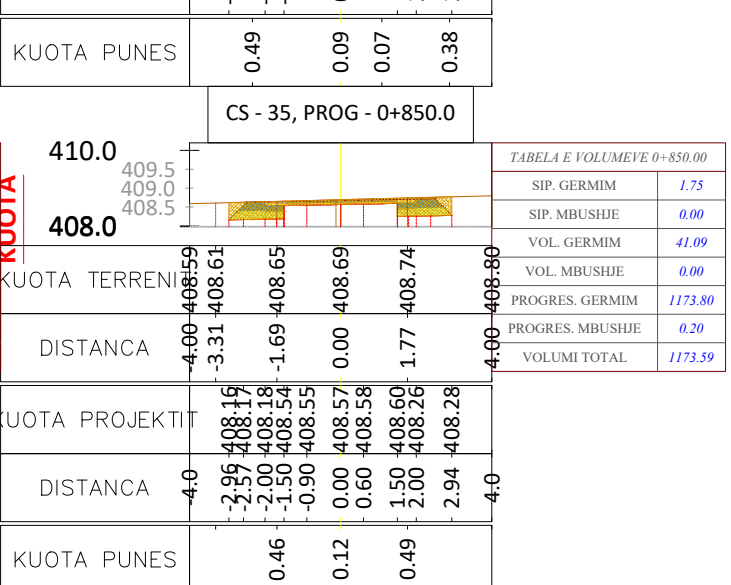 KUOTA PUNES 0.49 0.09 0.07 0.38
CS - 35, PROG - 0+850.0
KUOTA
410.0
409.5
409.0
408.5
408.0
KUOTA TERRENIT 408.59 408.61 408.65 408.69 408.74 408.80
DISTANCA -4.00 -3.31 -1.69 0.00 1.77 4.00
KUOTA PROJEKTIT 408.16 408.17 408.18 408.54 408.55 408.57 408.58 408.60 408.26 408.28
DISTANCA -4.0 -2.96 -2.57 -2.00 -1.50 -0.90 0.00 0.60 1.50 2.00 2.94 4.0
KUOTA PUNES 0.46 0.12 0.49
TABELA E VOLUMEVE 0+850.00
SIP. GERMIM 1.75
SIP. MBUSHJE 0.00
VOL. GERMIM 41.09
VOL. MBUSHJE 0.00
PROGRES. GERMIM 1173.80
PROGRES. MBUSHJE 0.20
VOLUMI TOTAL 1173.59